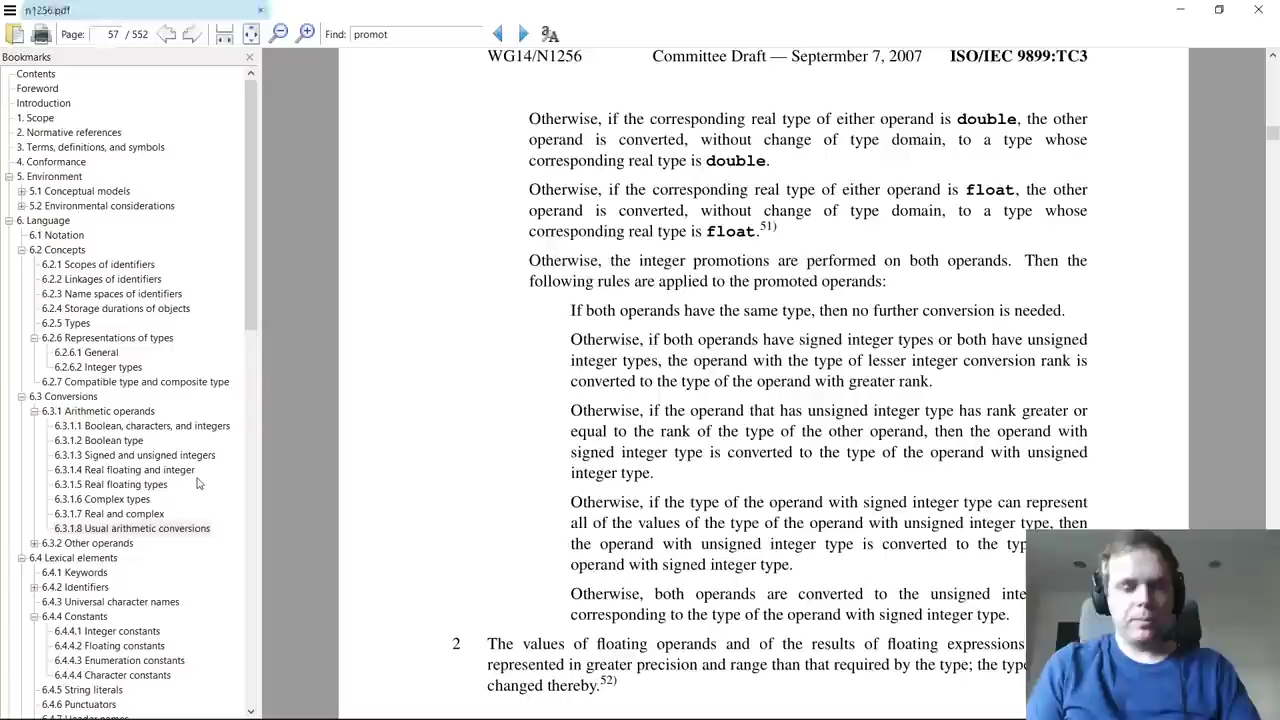 n1256.pdf
Page: 57 / 552 Find: promot
Bookmarks
Contents
Foreword
Introduction
1. Scope
2. Normative references
3. Terms, definitions, and symbols
4. Conformance
5. Environment
5.1 Conceptual models
5.2 Environmental considerations
6. Language
6.1 Notation
6.2 Concepts
6.2.1 Scopes of identifiers
6.2.2 Linkages of identifiers
6.2.3 Name spaces of identifiers
6.2.4 Storage durations of objects
6.2.5 Types
6.2.6 Representations of types
6.2.6.1 General
6.2.6.2 Integer types
6.2.7 Compatible type and composite type
6.3 Conversions
6.3.1 Arithmetic operands
6.3.1.1 Boolean, characters, and integers
6.3.1.2 Boolean type
6.3.1.3 Signed and unsigned integers
6.3.1.4 Real floating and integer
6.3.1.5 Real floating types
6.3.1.6 Complex types
6.3.1.7 Real and complex
6.3.1.8 Usual arithmetic conversions
6.3.2 Other operands
6.4 Lexical elements
6.4.1 Keywords
6.4.2 Identifiers
6.4.3 Universal character names
6.4.4 Constants
6.4.4.1 Integer constants
6.4.4.2 Floating constants
6.4.4.3 Enumeration constants
6.4.4.4 Character constants
6.4.5 String literals
6.4.6 Punctuators
6.4.7 Header names
WG14/N1256 Committee Draft — Septermber 7, 2007 ISO/IEC 9899:TC3
Otherwise, if the corresponding real type of either operand is double, the other
operand is converted, without change of type domain, to a type whose
corresponding real type is double.
Otherwise, if the corresponding real type of either operand is float, the other
operand is converted, without change of type domain, to a type whose
corresponding real type is float.51)
Otherwise, the integer promotions are performed on both operands. Then the
following rules are applied to the promoted operands:
If both operands have the same type, then no further conversion is needed.
Otherwise, if both operands have signed integer types or both have unsigned
integer types, the operand with the type of lesser integer conversion rank is
converted to the type of the operand with greater rank.
Otherwise, if the operand that has unsigned integer type has rank greater or
equal to the rank of the type of the other operand, then the operand with
signed integer type is converted to the type of the operand with unsigned
integer type.
Otherwise, if the type of the operand with signed integer type can represent
all of the values of the type of the operand with unsigned integer type, then
the operand with unsigned integer type is converted to the
operand with signed integer type.
Otherwise, both operands are converted to the unsigned
corresponding to the type of the operand with signed integer type.
2 The values of floating operands and of the results of floating expressions
represented in greater precision and range than that required by the type; the
changed thereby.52)